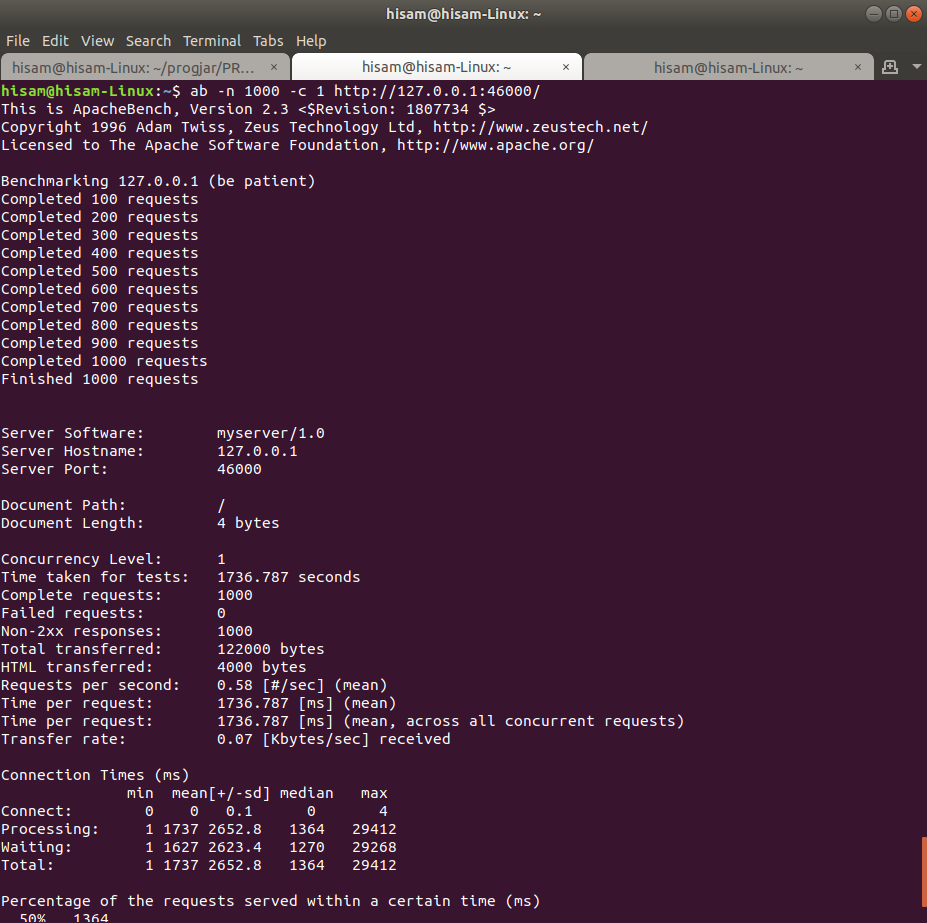 hisam@hisam-Linux: ~
File Edit View Search Terminal Tabs Help
hisam@hisam-Linux: ~/progjar/PR... × hisam@hisam-Linux: ~ × hisam@hisam-Linux: ~ ×
hisam@hisam-Linux:~$ ab -n 1000 -c 1 http://127.0.0.1:46000/
This is ApacheBench, Version 2.3 <$Revision: 1807734 $>
Copyright 1996 Adam Twiss, Zeus Technology Ltd, http://www.zeustech.net/
Licensed to The Apache Software Foundation, http://www.apache.org/
Benchmarking 127.0.0.1 (be patient)
Completed 100 requests
Completed 200 requests
Completed 300 requests
Completed 400 requests
Completed 500 requests
Completed 600 requests
Completed 700 requests
Completed 800 requests
Completed 900 requests
Completed 1000 requests
Finished 1000 requests
Server Software: myserver/1.0
Server Hostname: 127.0.0.1
Server Port: 46000
Document Path: /
Document Length: 4 bytes
Concurrency Level: 1
Time taken for tests: 1736.787 seconds
Complete requests: 1000
Failed requests: 0
Non-2xx responses: 1000
Total transferred: 122000 bytes
HTML transferred: 4000 bytes
Requests per second: 0.58 [#/sec] (mean)
Time per request: 1736.787 [ms] (mean)
Time per request: 1736.787 [ms] (mean, across all concurrent requests)
Transfer rate: 0.07 [Kbytes/sec] received
Connection Times (ms)
min mean[+/-sd] median max
Connect: 0 0 0.1 0 4
Processing: 1 1737 2652.8 1364 29412
Waiting: 1 1627 2623.4 1270 29268
Total: 1 1737 2652.8 1364 29412
Percentage of the requests served within a certain time (ms)
50% 1364